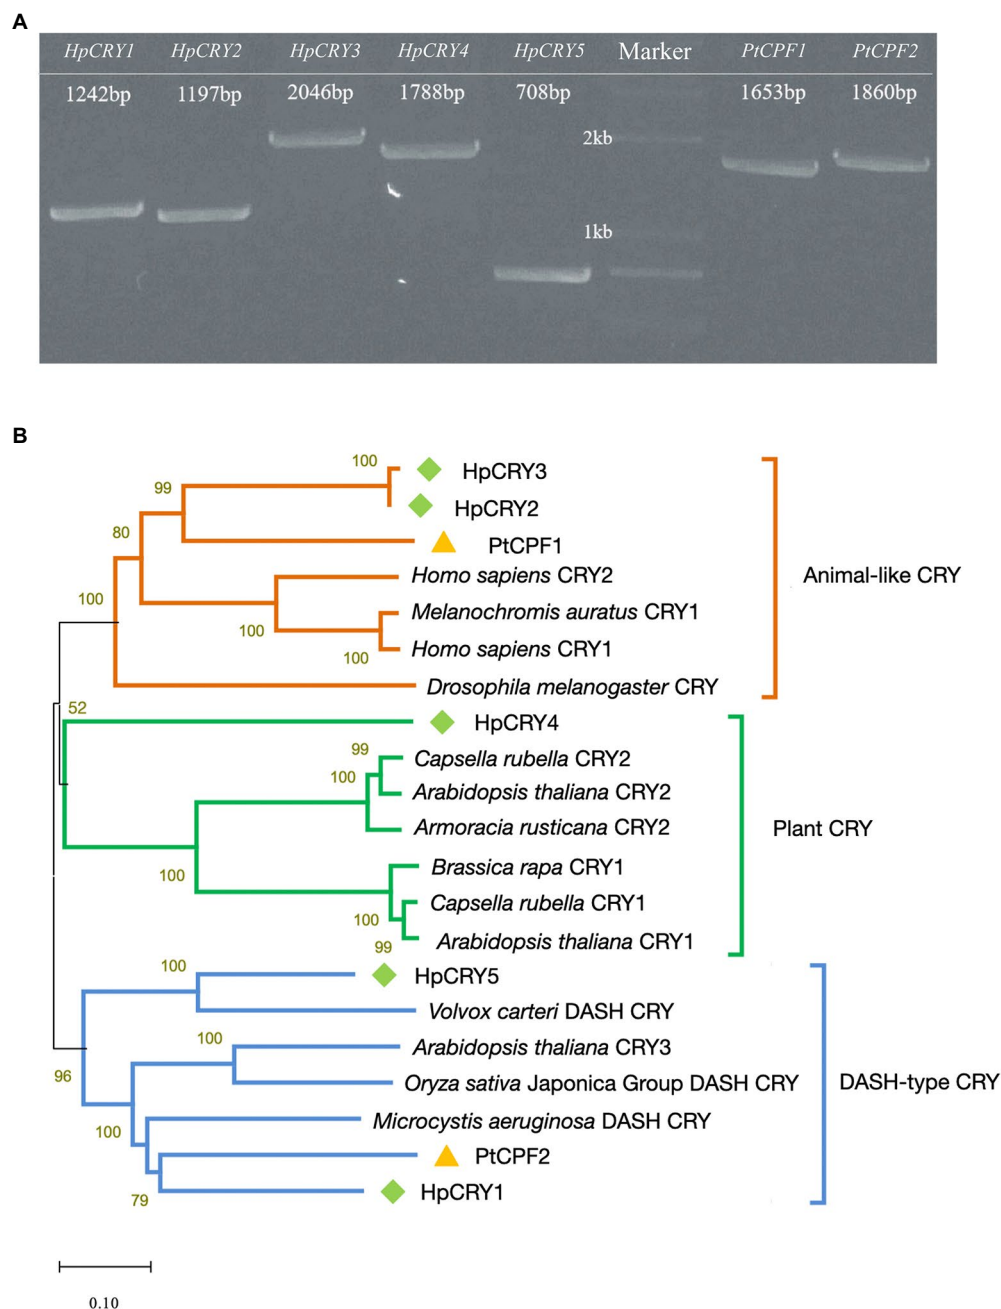 A
HpCRY1 HpCRY2 HpCRY3 HpCRY4 HpCRY5 Marker PtCPF1 PtCPF2
1242bp 1197bp 2046bp 1788bp 708bp 1653bp 1860bp
2kb
1kb
B
100
HpCRY3
99
HpCRY2
80
PtCPF1
Homo sapiens CRY2
Animal-like CRY
100
Melanochromis auratus CRY1
100
Homo sapiens CRY1
100
Drosophila melanogaster CRY
52
HpCRY4
99
Capsella rubella CRY2
100
Arabidopsis thaliana CRY2
Armoracia rusticana CRY2
Plant CRY
Brassica rapa CRY1
100
Capsella rubella CRY1
100
Arabidopsis thaliana CRY1
99
100
HpCRY5
Volvox carteri DASH CRY
100
Arabidopsis thaliana CRY3
96
Oryza sativa Japonica Group DASH CRY
DASH-type CRY
Microcystis aeruginosa DASH CRY
100
PtCPF2
HpCRY1
79
0.10